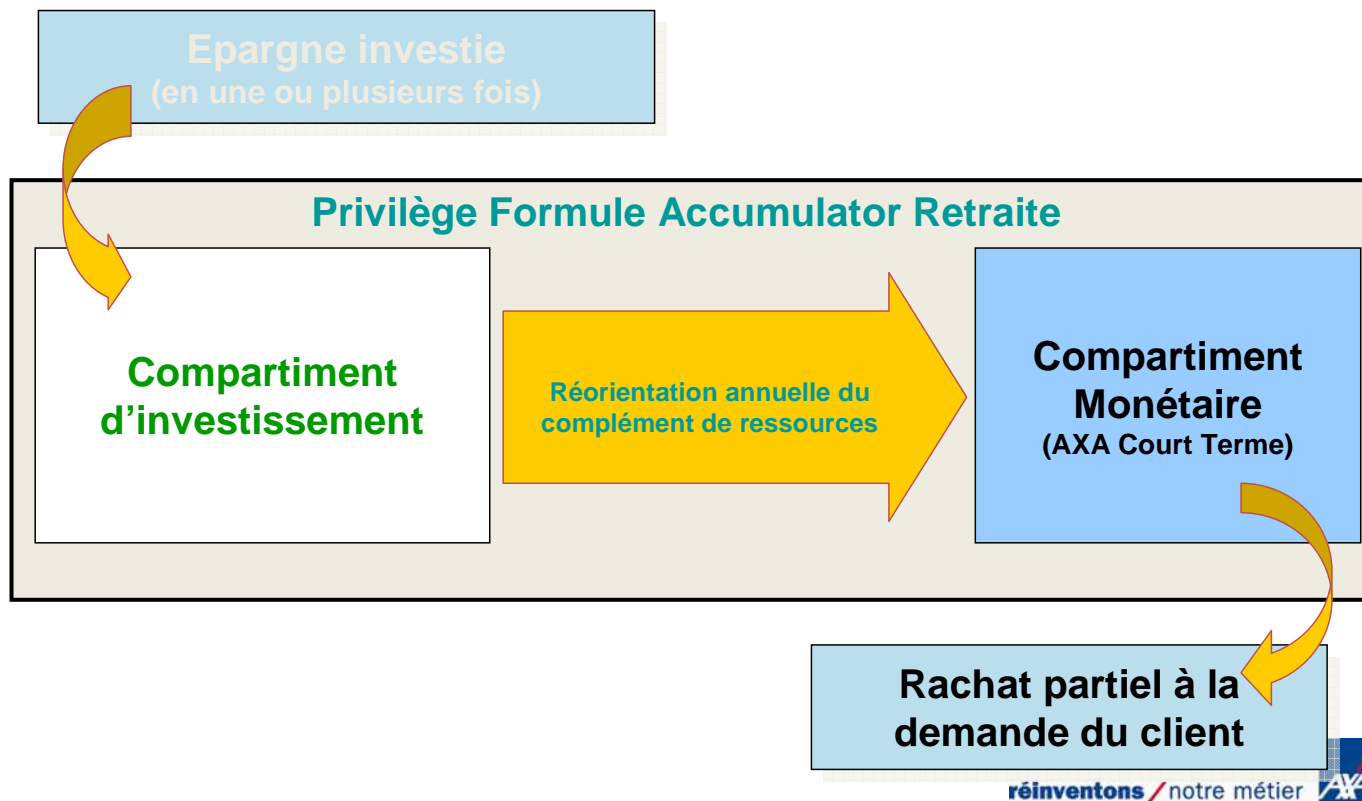 Epargne investie
(en une ou plusieurs fois)
Privilège Formule Accumulator Retraite
Compartiment
d’investissement
Réorientation annuelle du
complément de ressources
Compartiment
Monétaire
(AXA Court Terme)
Rachat partiel à la
demande du client
réinventons / notre métier AXA